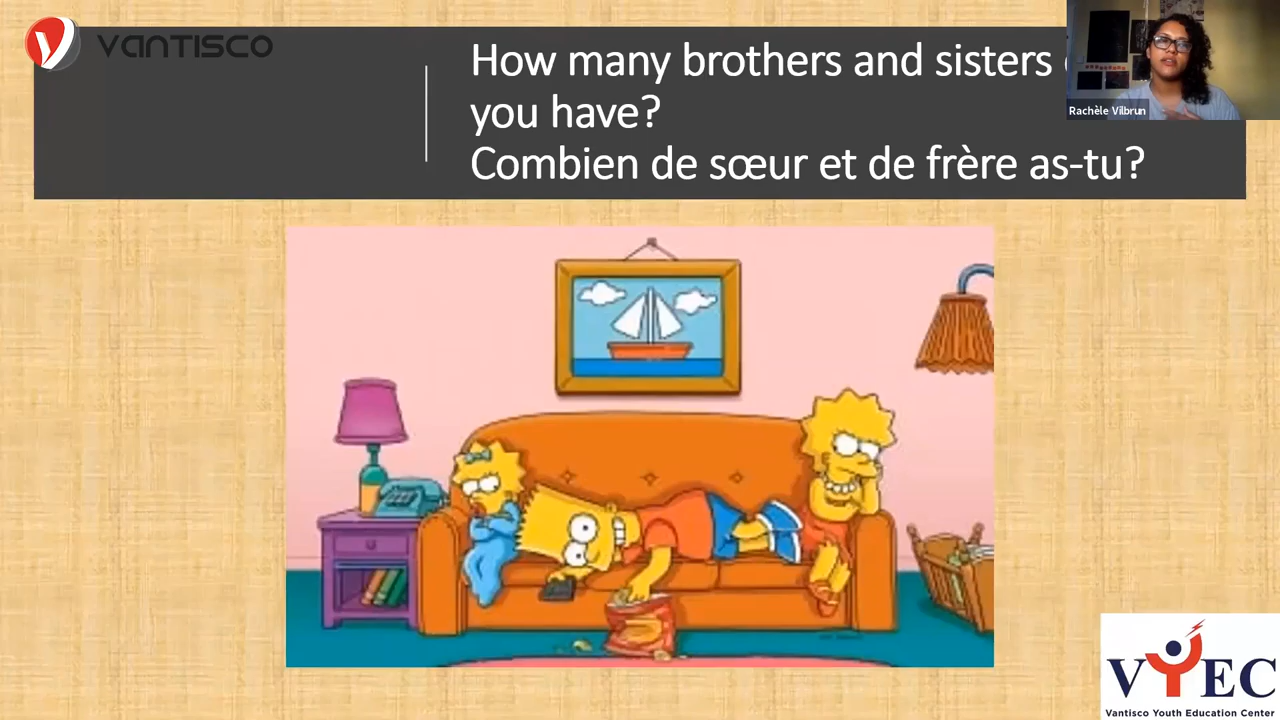 VANTISCO
How many brothers and sisters
you have?
Combien de sœur et de frère as-tu?
Rachèle Vilbrun
VYEC
Vantisco Youth Education Center